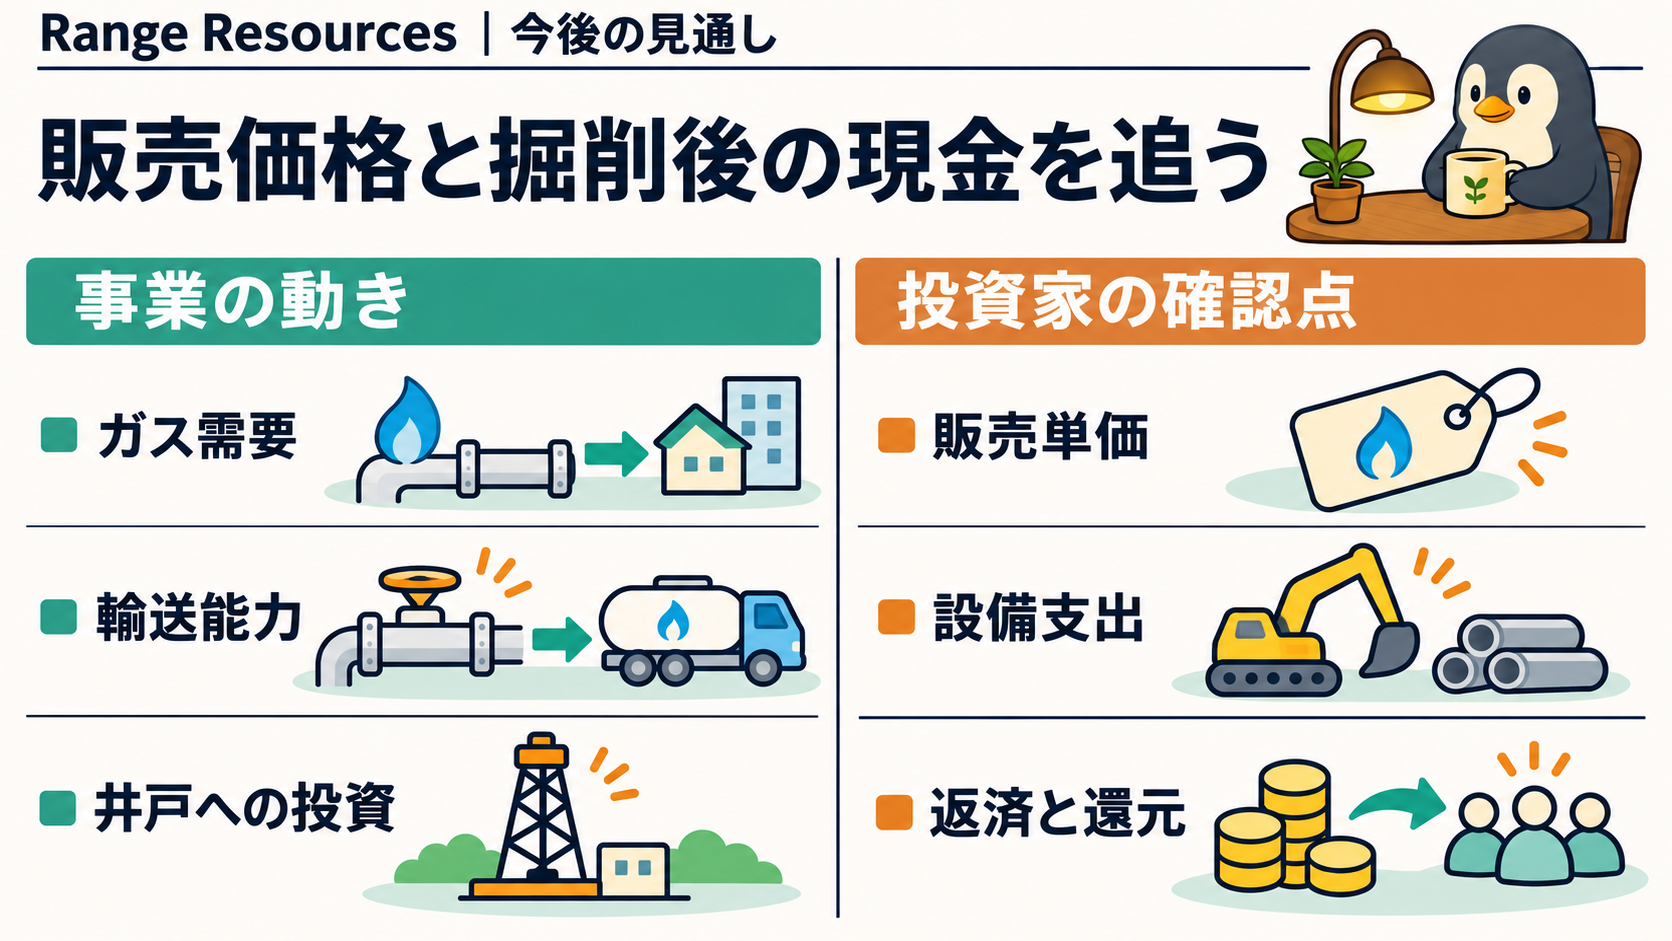 Range Resources｜今後の見通し
販売価格と掘削後の現金を追う
事業の動き
ガス需要
輸送能力
井戸への投資
投資家の確認点
販売単価
設備支出
返済と還元